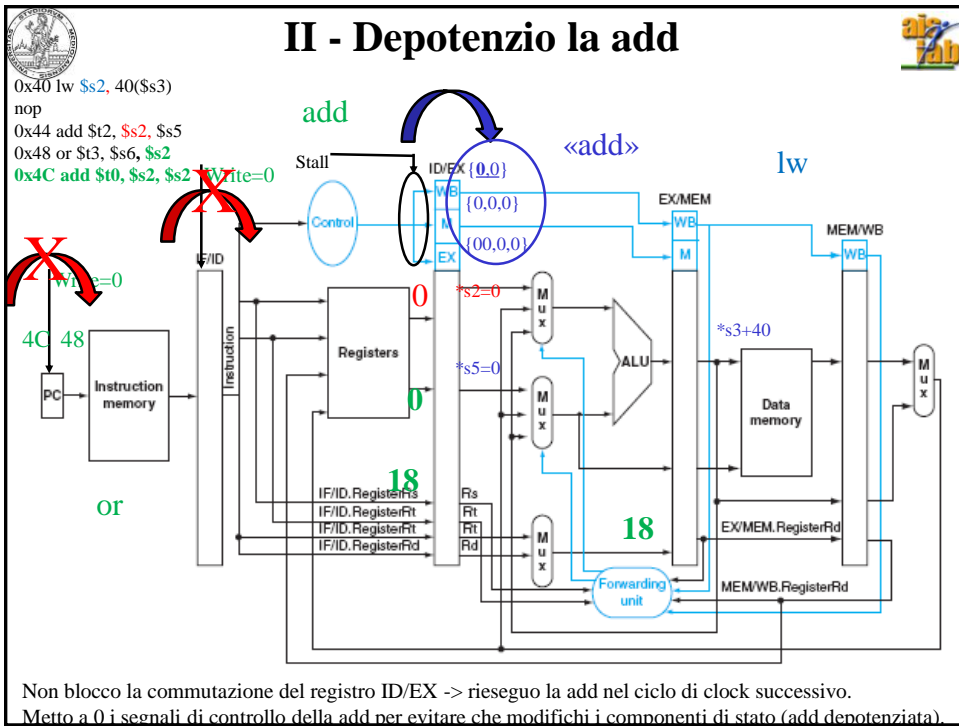 II - Depotenzio la add
0x40 lw $s2, 40($s3)
nop
0x44 add $t2, $s2, $s5
0x48 or $t3, $s6, $s2
0x4C add $t0, $s2, $s2
add
«add»
lw
Stall
ID/EX
{0,0}
{0,0,0}
{00,0,0}
Write=0
X
IF/ID
X
Write=0
4C 48
Control
WB
M
EX
EX/MEM
WB
M
MEM/WB
WB
PC
Instruction memory
Instruction
Registers
0
*s2=0
*s5=0
0
18
Mux
Mux
Mux
ALU
*s3+40
Data memory
Mux
or
IF/ID.RegisterRs
IF/ID.RegisterRt
IF/ID.RegisterRt
IF/ID.RegisterRd
Rs
Rt
Rt
Rd
18
EX/MEM.RegisterRd
Forwarding unit
MEM/WB.RegisterRd
Non blocco la commutazione del registro ID/EX -> rieseguo la add nel ciclo di clock successivo.
Metto a 0 i segnali di controllo della add per evitare che modifichi i componenti di stato (add depotenziata).